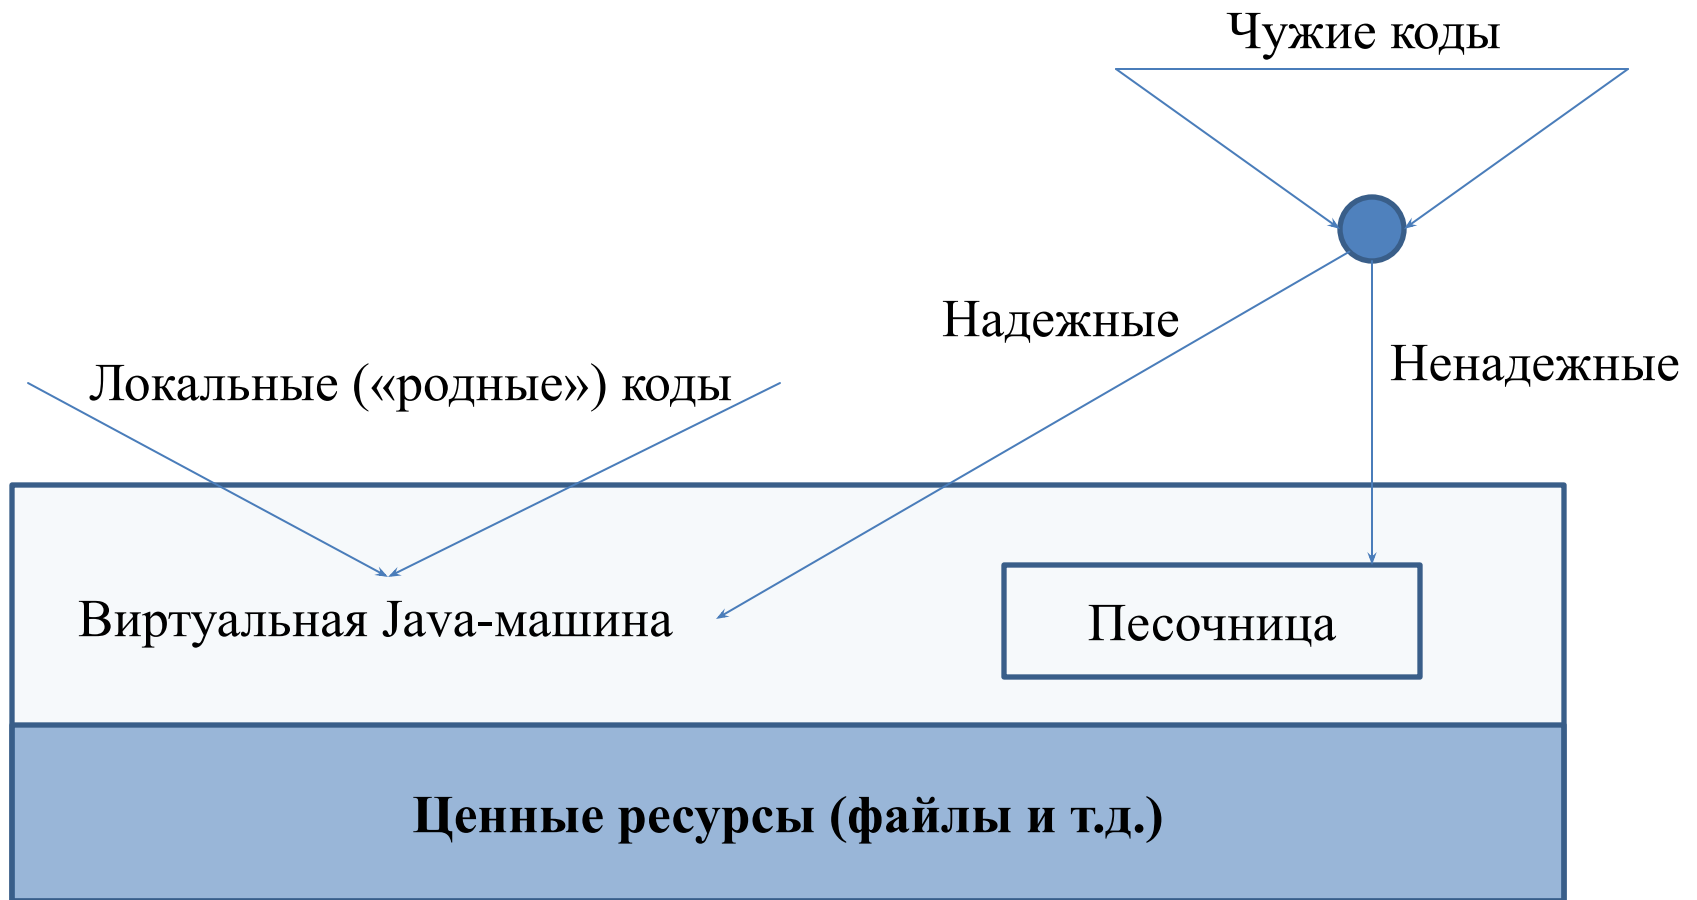 Чужие коды
Надежные
Ненадежные
Локальные («родные») коды
Виртуальная Java-машина
Песочница
Ценные ресурсы (файлы и т.д.)